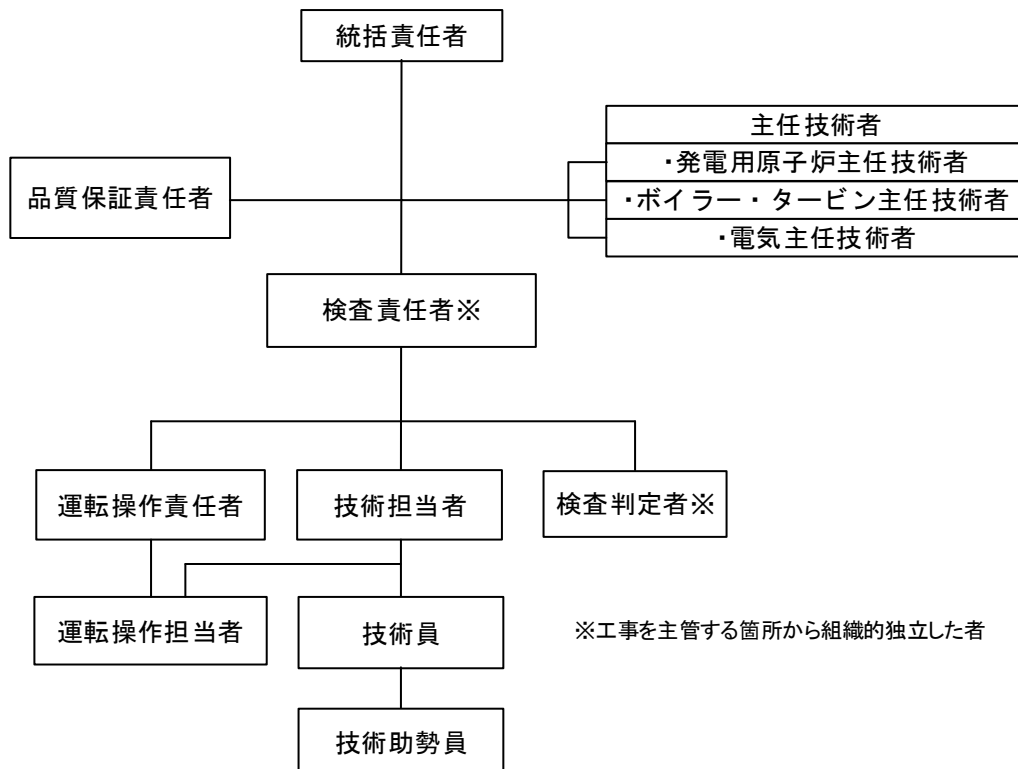 統括責任者
主任技術者
・発電用原子炉主任技術者
・ボイラー・タービン主任技術者
・電気主任技術者
品質保証責任者
検査責任者※
運転操作責任者
技術担当者
検査判定者※
運転操作担当者
技術員
※工事を主管する箇所から組織的独立した者
技術助勢員